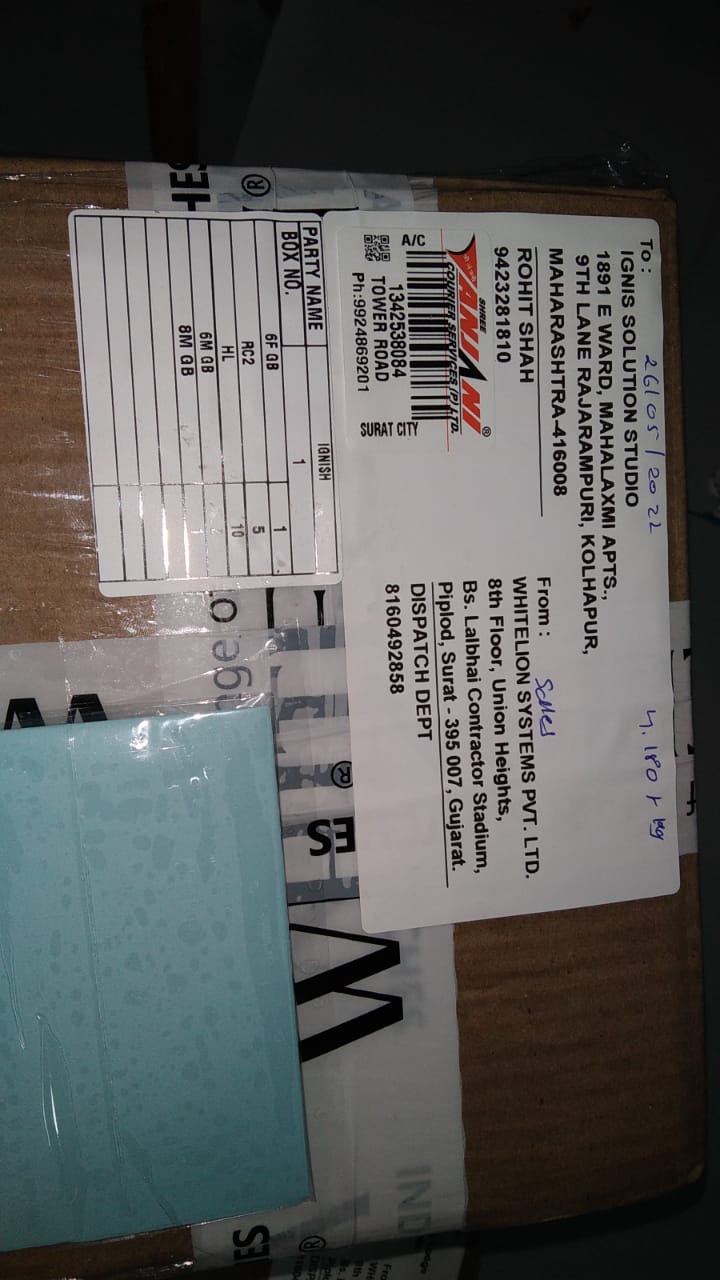 To:
26/05/2022
IGNIS SOLUTION STUDIO
1891 E WARD, MAHALAXMI APTS.,
9TH LANE RAJARAMPURI, KOLHAPUR,
MAHARASHTRA-416008
ROHIT SHAH
9423281810
SHREE
ANJANI®
COURIER SERVICES (P) LTD.
A/C
1342538084
TOWER ROAD
Ph:9924869201
SURAT CITY
From : Sales
WHITELION SYSTEMS PVT. LTD.
8th Floor, Union Heights,
Bs. Lalbhai Contractor Stadium,
Piplod, Surat - 395 007, Gujarat.
DISPATCH DEPT
8160492858
PARTY NAME IGNISH
BOX NO. 1
6F GB 1
RC2 5
HL 10
6M GB
8M GB